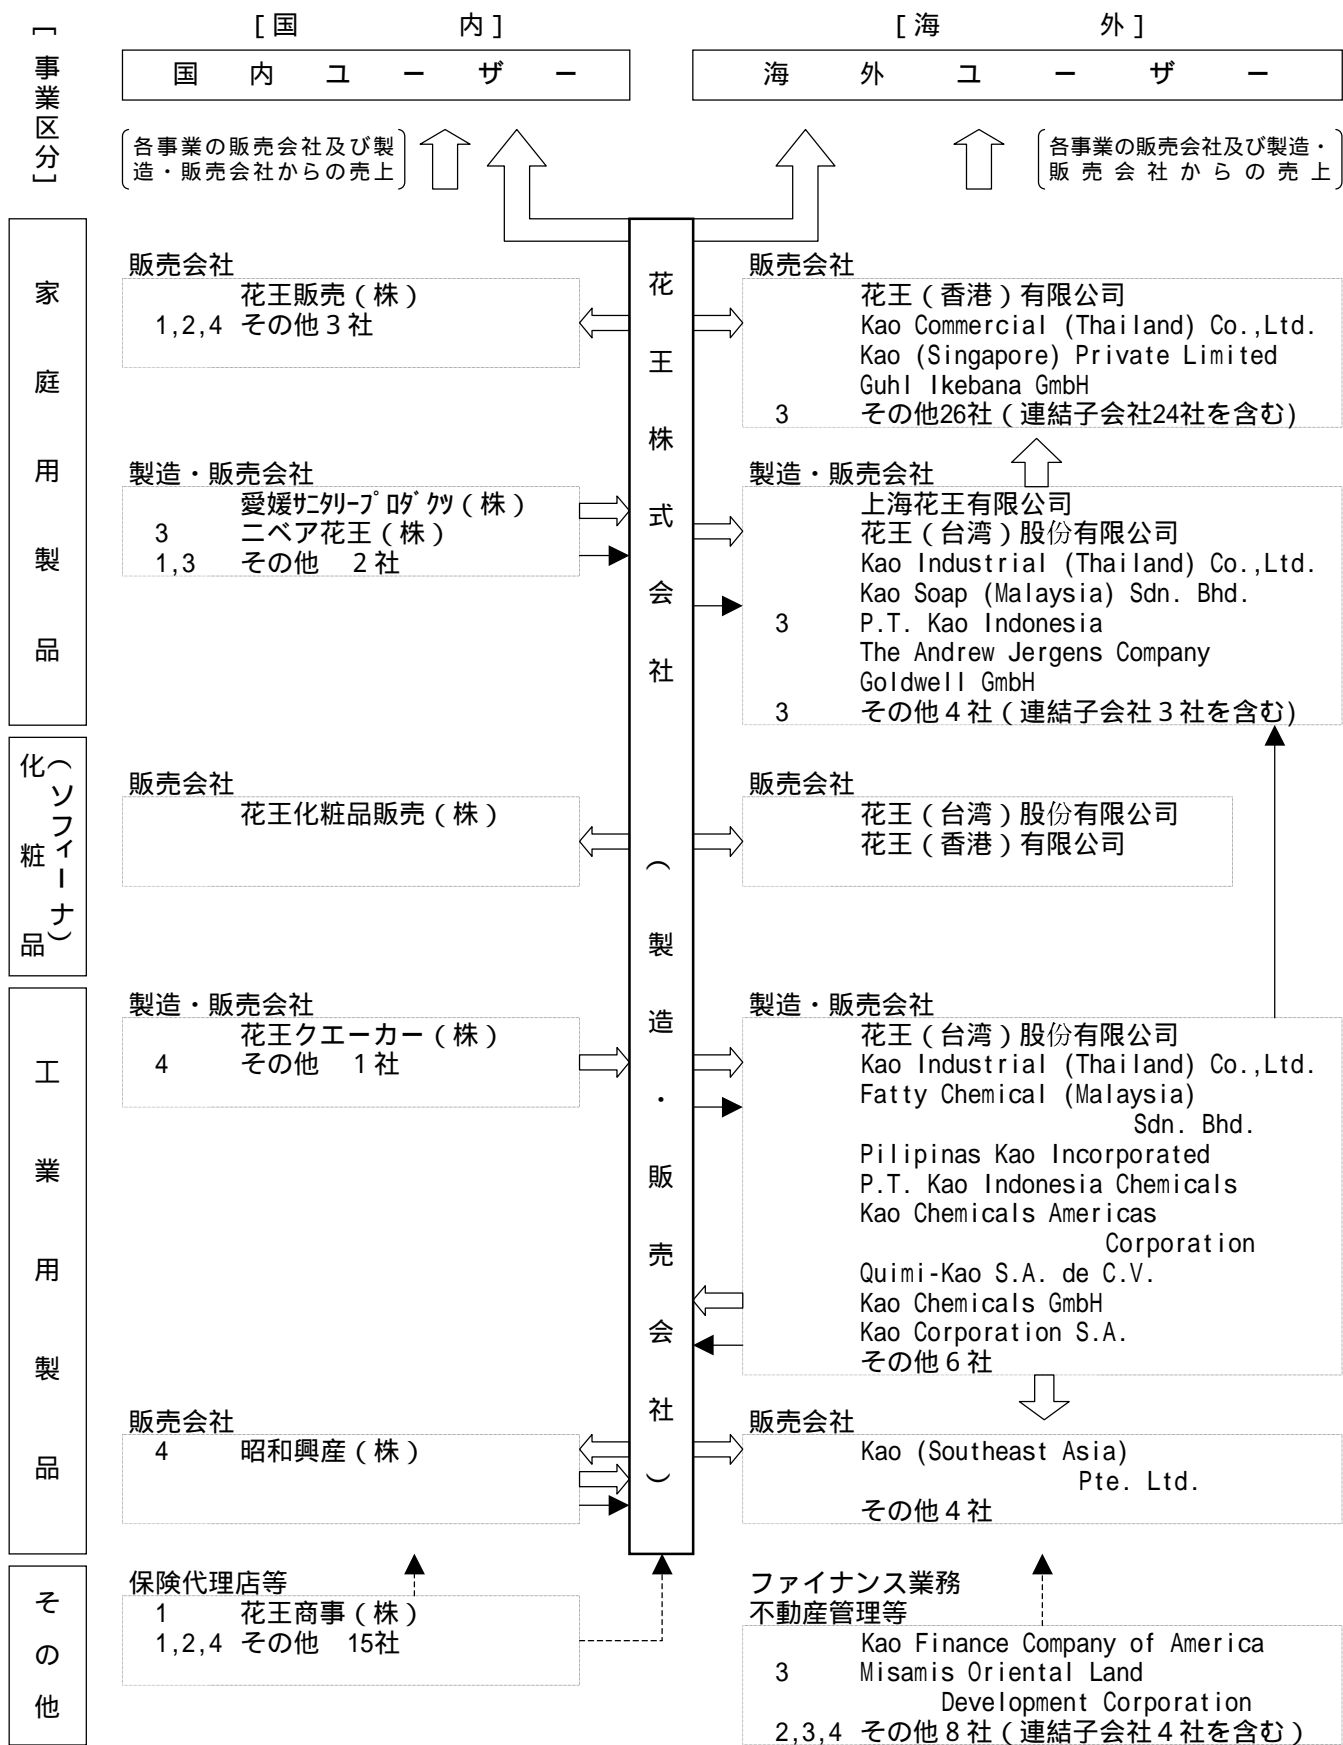 [事業区分]
[国　　　　内]
[海　　　　外]
国内ユーザー
海外ユーザー
各事業の販売会社及び製
造・販売会社からの売上
各事業の販売会社及び製造・
販売会社からの売上
花王株式会社（製造・販売会社）
家庭用製品
販売会社
花王販売（株）
1,2,4 その他３社
販売会社
花王（香港）有限公司
Kao Commercial (Thailand) Co.,Ltd.
Kao (Singapore) Private Limited
Guhl Ikebana GmbH
3 その他26社（連結子会社24社を含む)
製造・販売会社
愛媛ｻﾆﾀﾘｰﾌﾟﾛﾀﾞｸﾂ（株）
3 ニベア花王（株）
1,3 その他　２社
製造・販売会社
上海花王有限公司
花王（台湾）股份有限公司
Kao Industrial (Thailand) Co.,Ltd.
Kao Soap (Malaysia) Sdn. Bhd.
3 P.T. Kao Indonesia
The Andrew Jergens Company
Goldwell GmbH
3 その他４社（連結子会社３社を含む)
化粧品
（ソフィーナ）
販売会社
花王化粧品販売（株）
販売会社
花王（台湾）股份有限公司
花王（香港）有限公司
工業用製品
製造・販売会社
花王クエーカー（株）
4 その他　１社
製造・販売会社
花王（台湾）股份有限公司
Kao Industrial (Thailand) Co.,Ltd.
Fatty Chemical (Malaysia)
Sdn. Bhd.
Pilipinas Kao Incorporated
P.T. Kao Indonesia Chemicals
Kao Chemicals Americas
Corporation
Quimi-Kao S.A. de C.V.
Kao Chemicals GmbH
Kao Corporation S.A.
その他６社
販売会社
4 昭和興産（株）
販売会社
Kao (Southeast Asia)
Pte. Ltd.
その他４社
その他
保険代理店等
1 花王商事（株）
1,2,4 その他　15社
ファイナンス業務
不動産管理等
Kao Finance Company of America
3 Misamis Oriental Land
Development Corporation
2,3,4 その他８社（連結子会社４社を含む）